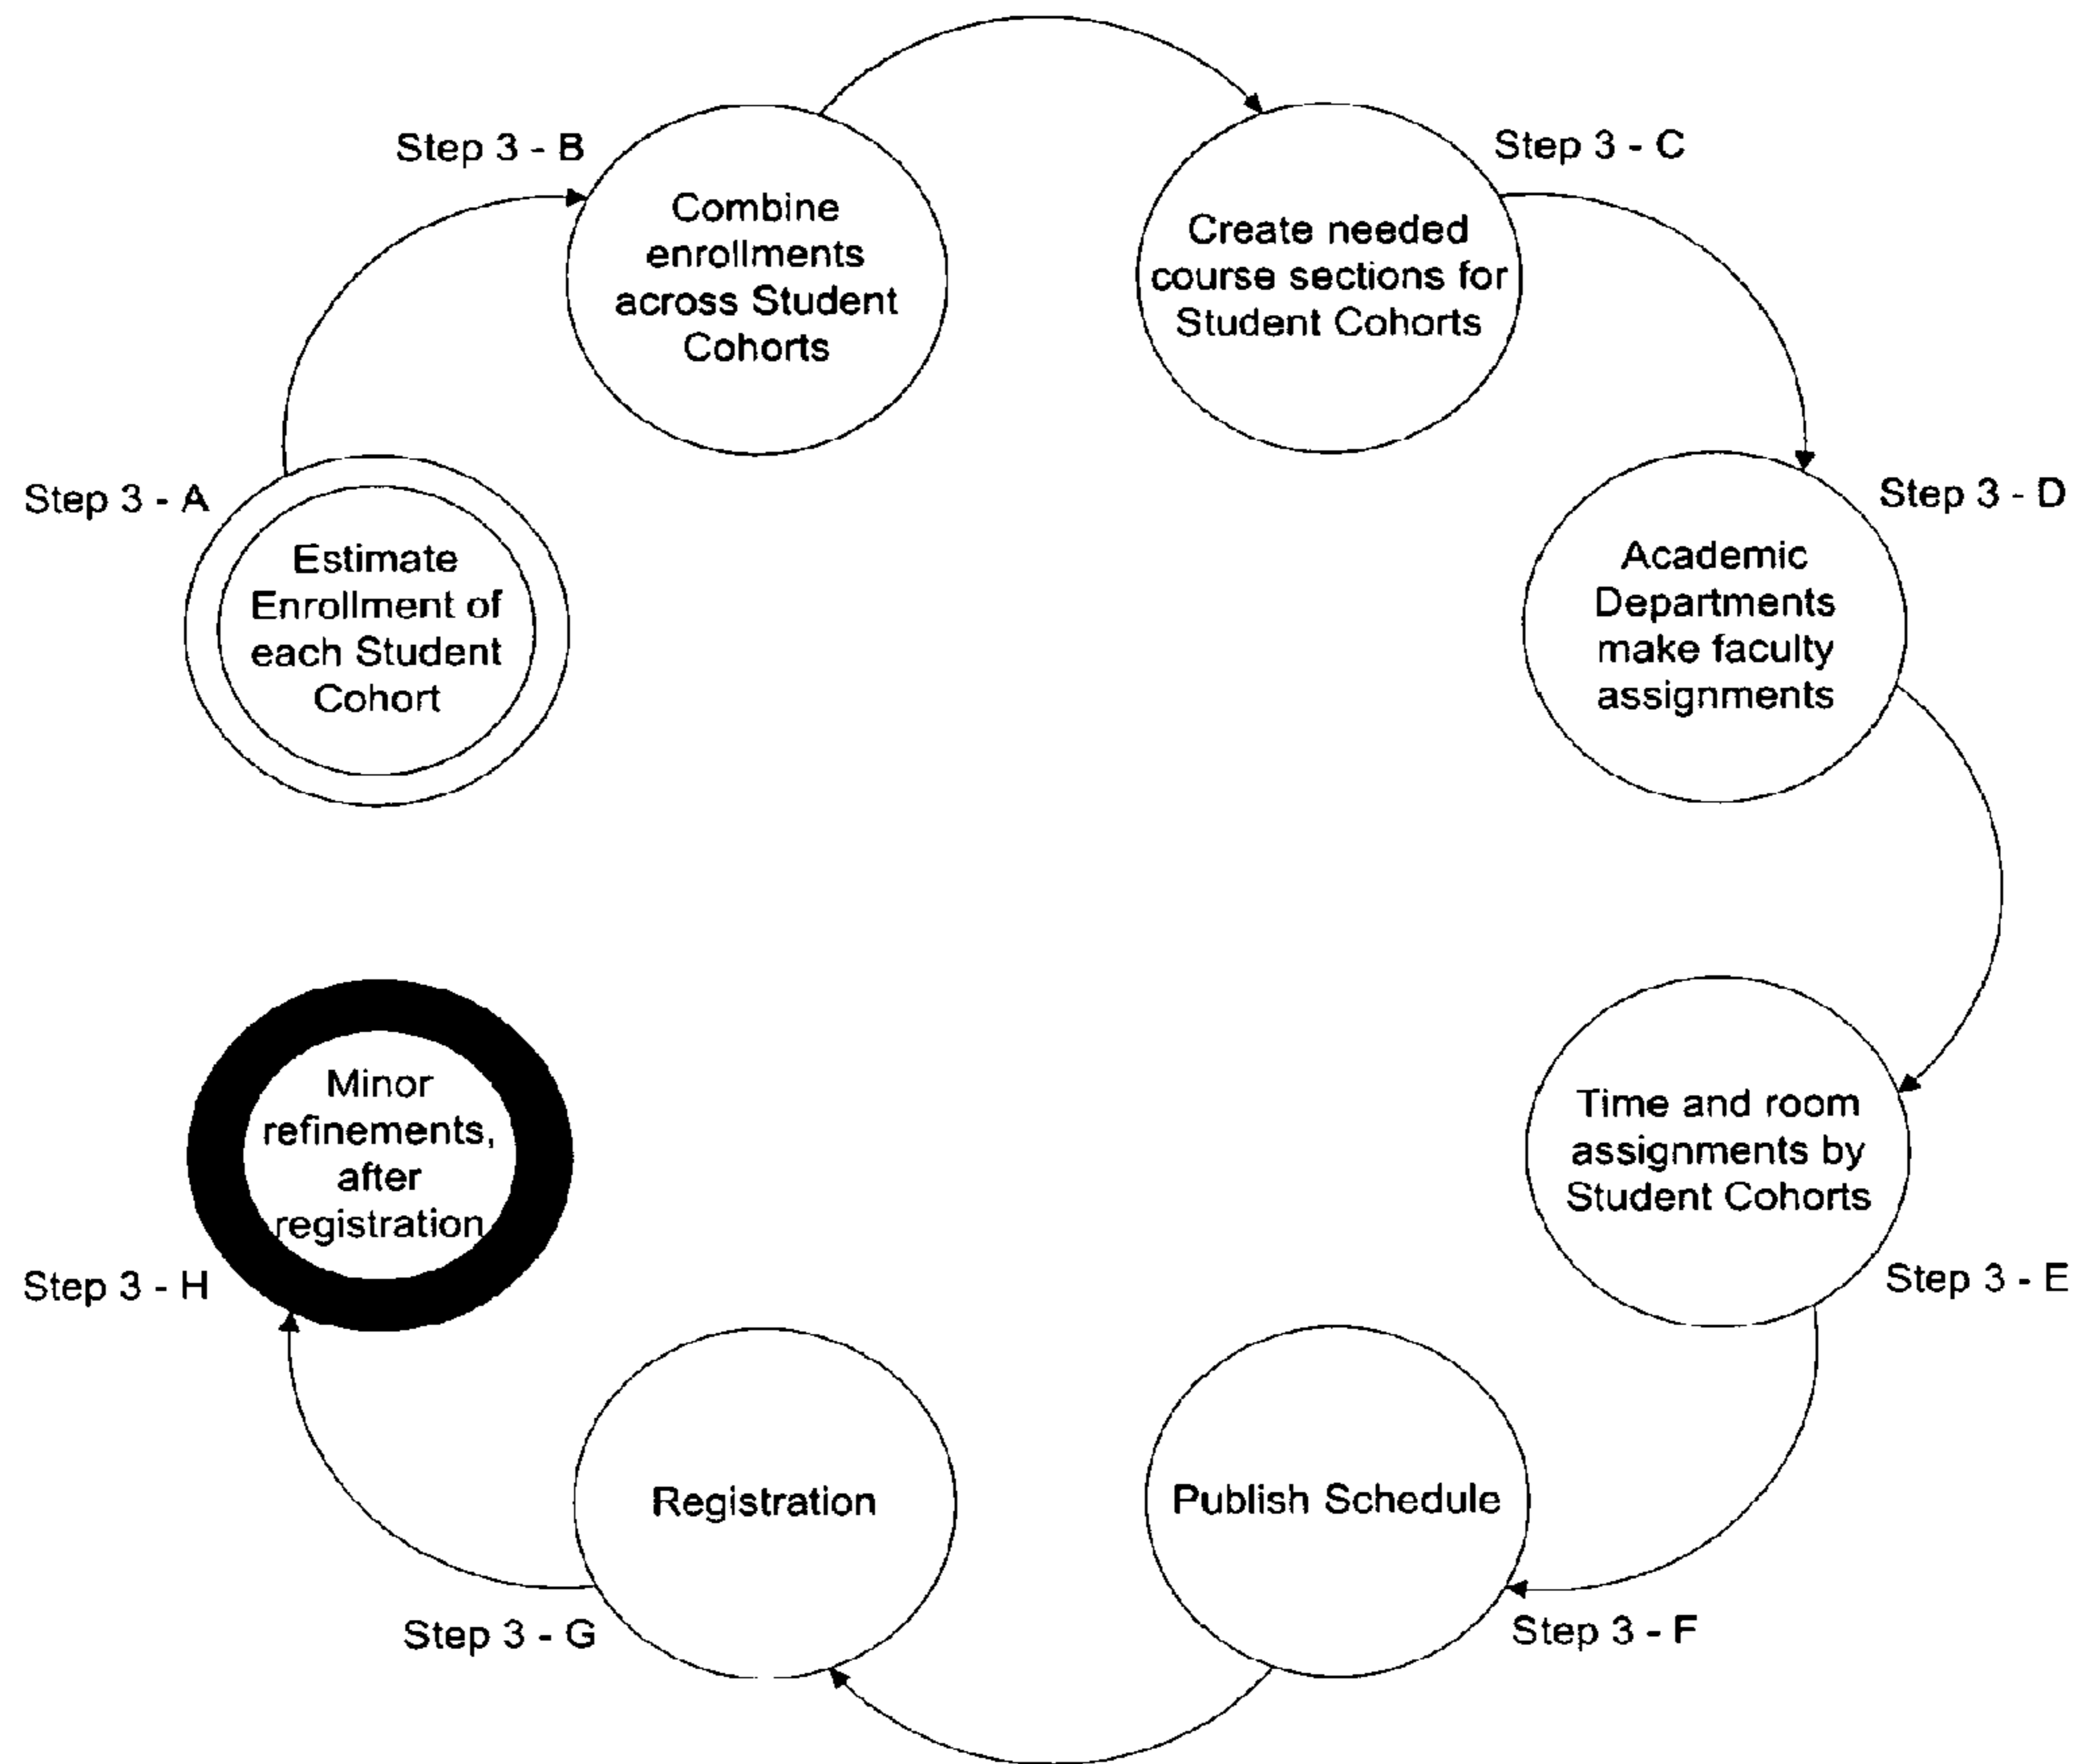 Step 3 - A
Estimate
Enrollment of
each Student
Cohort
Step 3 - B
Combine
enrollments
across Student
Cohorts
Step 3 - C
Create needed
course sections for
Student Cohorts
Step 3 - D
Academic
Departments
make faculty
assignments
Time and room
assignments by
Student Cohorts
Step 3 - E
Publish Schedule
Step 3 - F
Registration
Step 3 - G
Minor
refinements,
after
registration
Step 3 - H